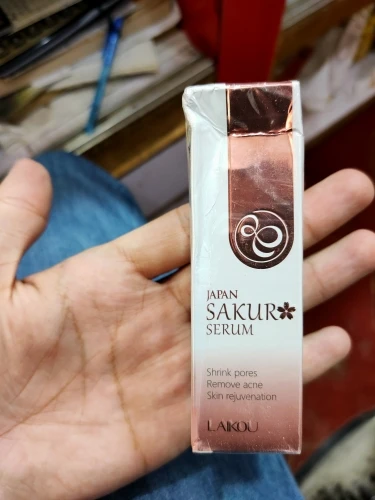 JAPAN
SAKUR
SERUM
Shrink pores
Remove acne
Skin rejuvenation
LAIKOU